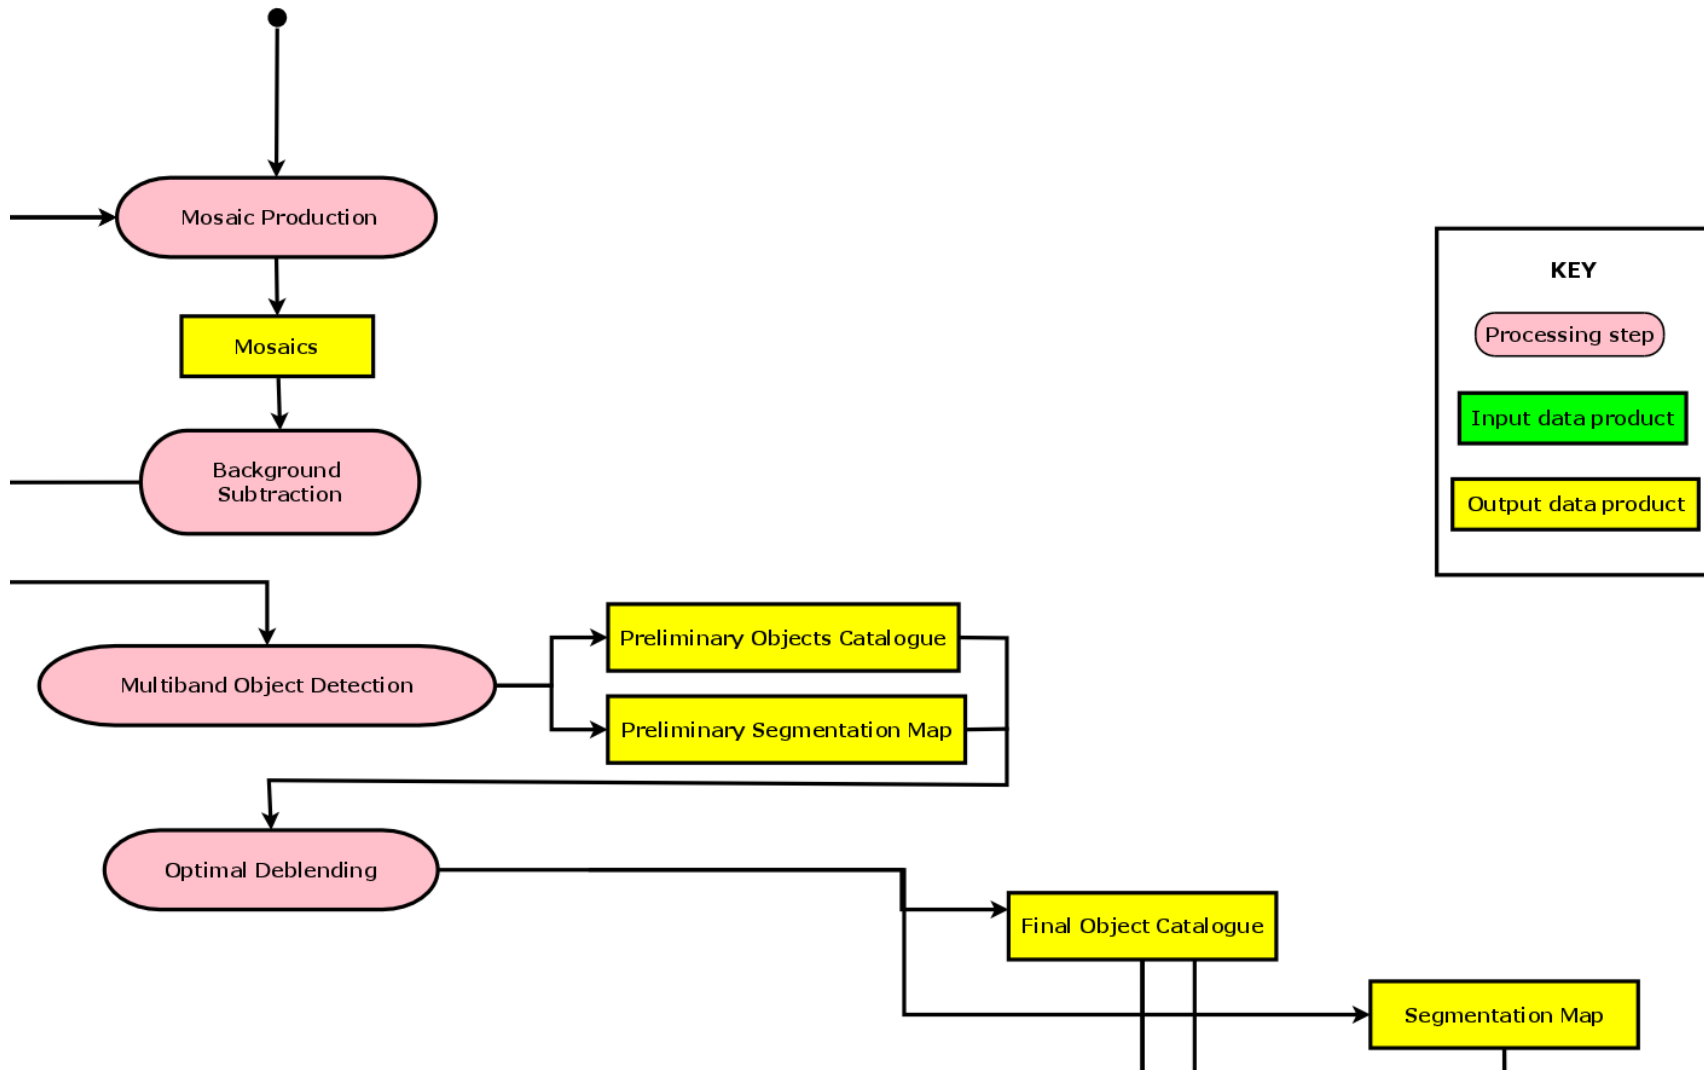 Mosaic Production
Mosaics
Background
Subtraction
KEY
Processing step
Input data product
Output data product
Preliminary Objects Catalogue
Multiband Object Detection
Preliminary Segmentation Map
Optimal Deblending
Final Object Catalogue
Segmentation Map